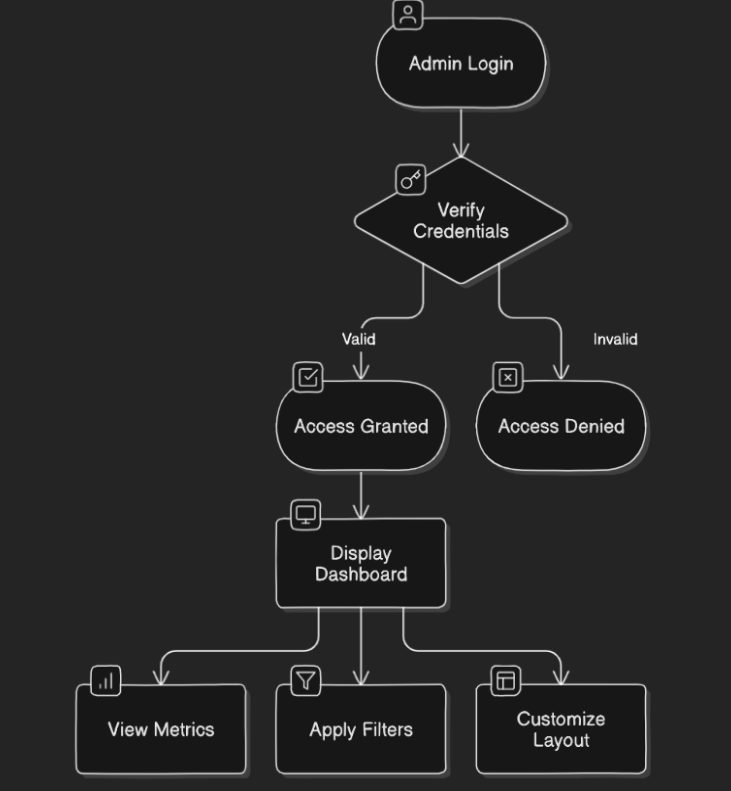 Admin Login
Verify
Credentials
Valid
Invalid
Access Granted
Access Denied
Display
Dashboard
View Metrics
Apply Filters
Customize
Layout